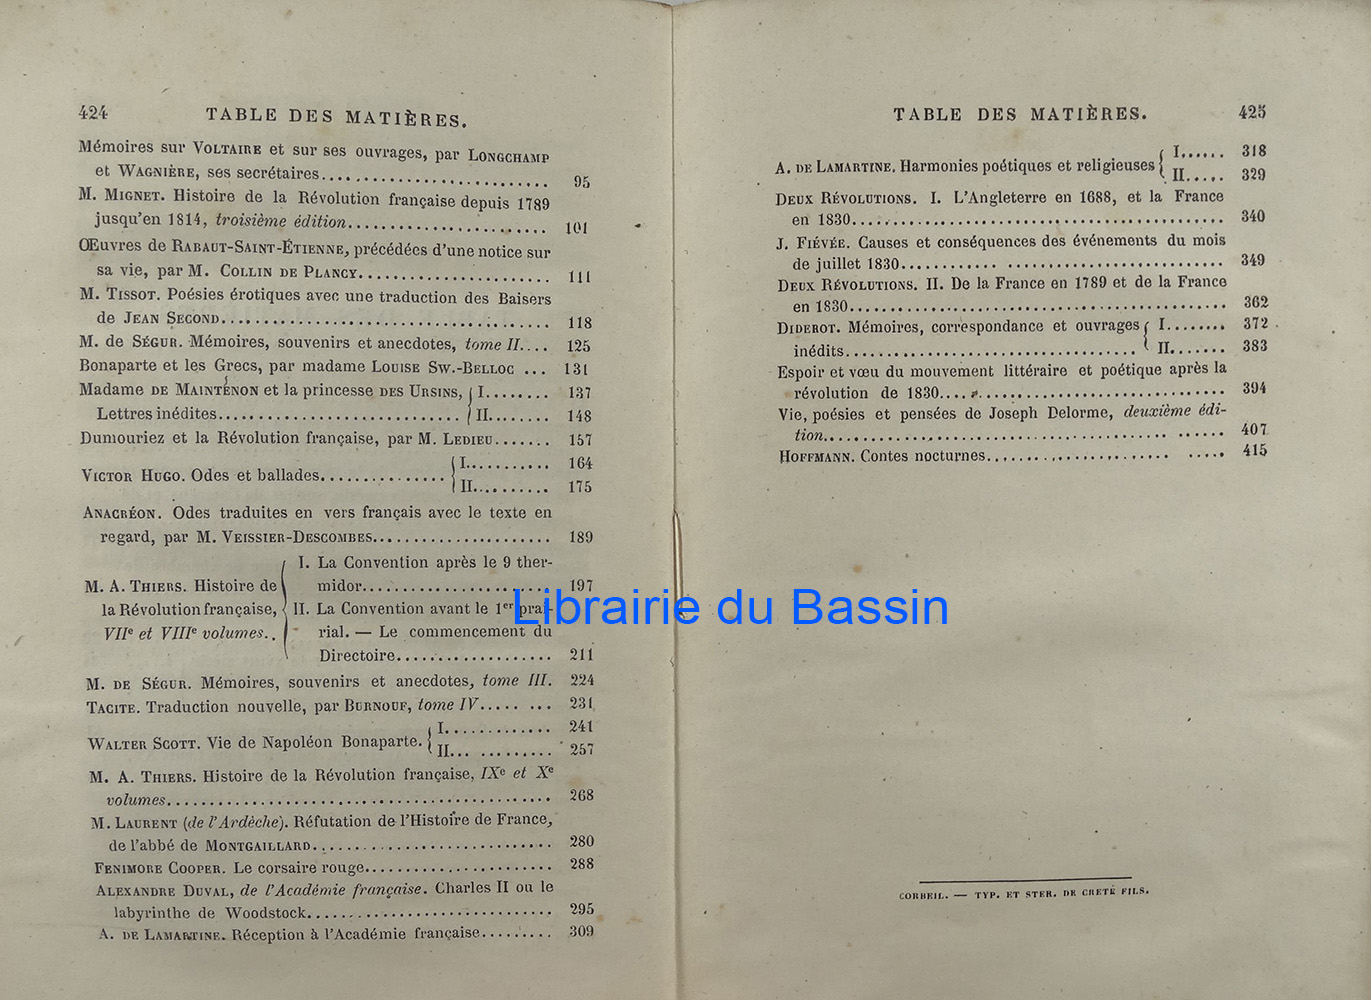 424 TABLE DES MATIÈRES.
Mémoires sur VOLTAIRE et sur ses ouvrages, par LONGCHAMP
et WAGNIÈRE, ses secrétaires........................... 95
M. MIGNET. Histoire de la Révolution française depuis 1789
jusqu'en 1814, troisième édition........................ 101
ŒUvres de RABAUT-SAINT-ÉTIENNE, précédées d'une notice sur
sa vie, par M. COLLIN DE PLANCY........................ 111
M. TISSOT. Poésies érotiques avec une traduction des Baisers
de JEAN SECOND........................................ 118
M. de SÉGUR. Mémoires, souvenirs et anecdotes, tome II.... 125
Bonaparte et les Grecs, par madame LOUISE SW.-BELLOC ... 131
Madame DE MAINTENON et la princesse DES URSINS, { I........ 137
Lettres inédites............................. { II........ 148
Dumouriez et la Révolution française, par M. LEDIEU....... 157
VICTOR HUGO. Odes et ballades............... { I........... 164
{ II.......... 175
ANACRÉON. Odes traduites en vers français avec le texte en
regard, par M. VEISSIER-DESCOMBES...................... 189
M. A. THIERS. Histoire de la Révolution française, VIIe et VIIIe volumes.. { I. La Convention après le 9 ther-
midor....................... 197
II. La Convention avant le 1er prai-
rial. — Le commencement du
Directoire................... 211
M. DE SÉGUR. Mémoires, souvenirs et anecdotes, tome III. 224
TACITE. Traduction nouvelle, par BURNOUF, tome IV..... ... 231
WALTER SCOTT. Vie de Napoléon Bonaparte. { I............. 241
{ II... ......... 257
M. A. THIERS. Histoire de la Révolution française, IXe et Xe
volumes............................................... 268
M. LAURENT (de l'Ardèche). Réfutation de l'Histoire de France,
de l'abbé de MONTGAILLARD............................. 280
FENIMORE COOPER. Le corsaire rouge....................... 288
ALEXANDRE DUVAL, de l'Académie française. Charles II ou le
labyrinthe de Woodstock............................... 295
A. DE LAMARTINE. Réception à l'Académie française......... 309
TABLE DES MATIÈRES. 425
A. DE LAMARTINE. Harmonies poétiques et religieuses { I...... 318
{ II..... 329
DEUX RÉVOLUTIONS. I. L'Angleterre en 1688, et la France
en 1830............................................... 340
J. FIÉVÉE. Causes et conséquences des événements du mois
de juillet 1830............ .......................... 349
DEUX RÉVOLUTIONS. II. De la France en 1789 et de la France
en 1830............................................... 362
DIDEROT. Mémoires, correspondance et ouvrages { I........ 372
inédits................................... { II....... 383
Espoir et vœu du mouvement littéraire et poétique après la
révolution de 1830.................................... 394
Vie, poésies et pensées de Joseph Delorme, deuxième édi-
tion.......................................... ...... 407
HOFFMANN. Contes nocturnes...................... ..... 415
CORBEIL. — TYP. ET STER. DE CRETÉ FILS.
Librairie du Bassin